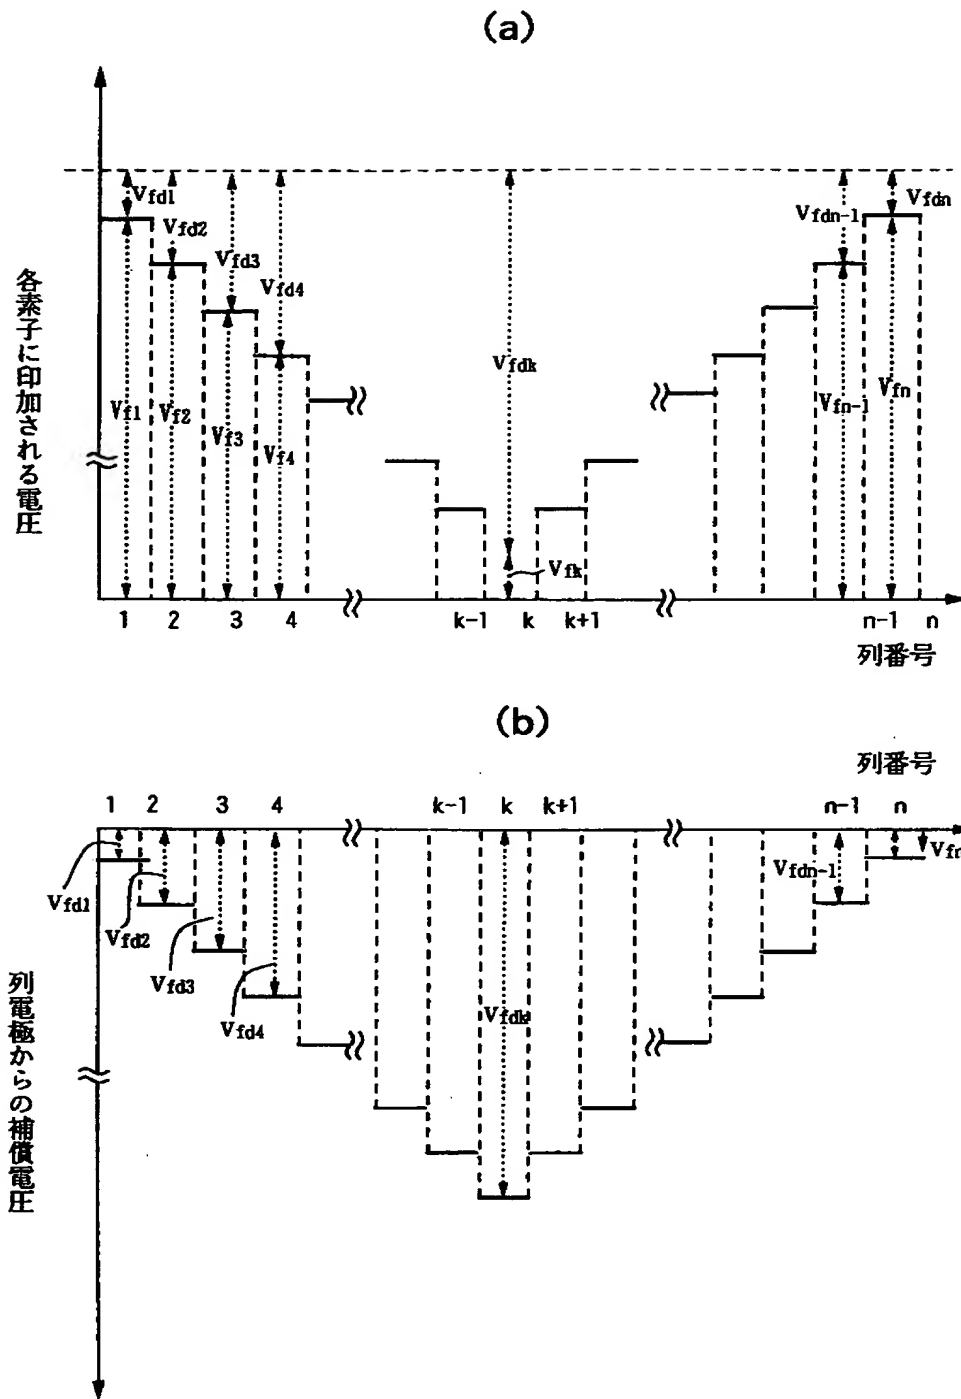 (a)
各素子に印加される電圧
Vfd1
Vfd2
Vfd3
Vfd4
Vfdk
Vfdn-1
Vfdn
Vf1
Vf2
Vf3
Vf4
Vfk
Vfn-1
Vfn
1 2 3 4 k-1 k k+1 n-1 n
列番号
(b)
列番号
1 2 3 4 k-1 k k+1 n-1 n
列電極からの補償電圧
Vfd1
Vfd2
Vfd3
Vfd4
Vfdk
Vfdn-1
Vfn